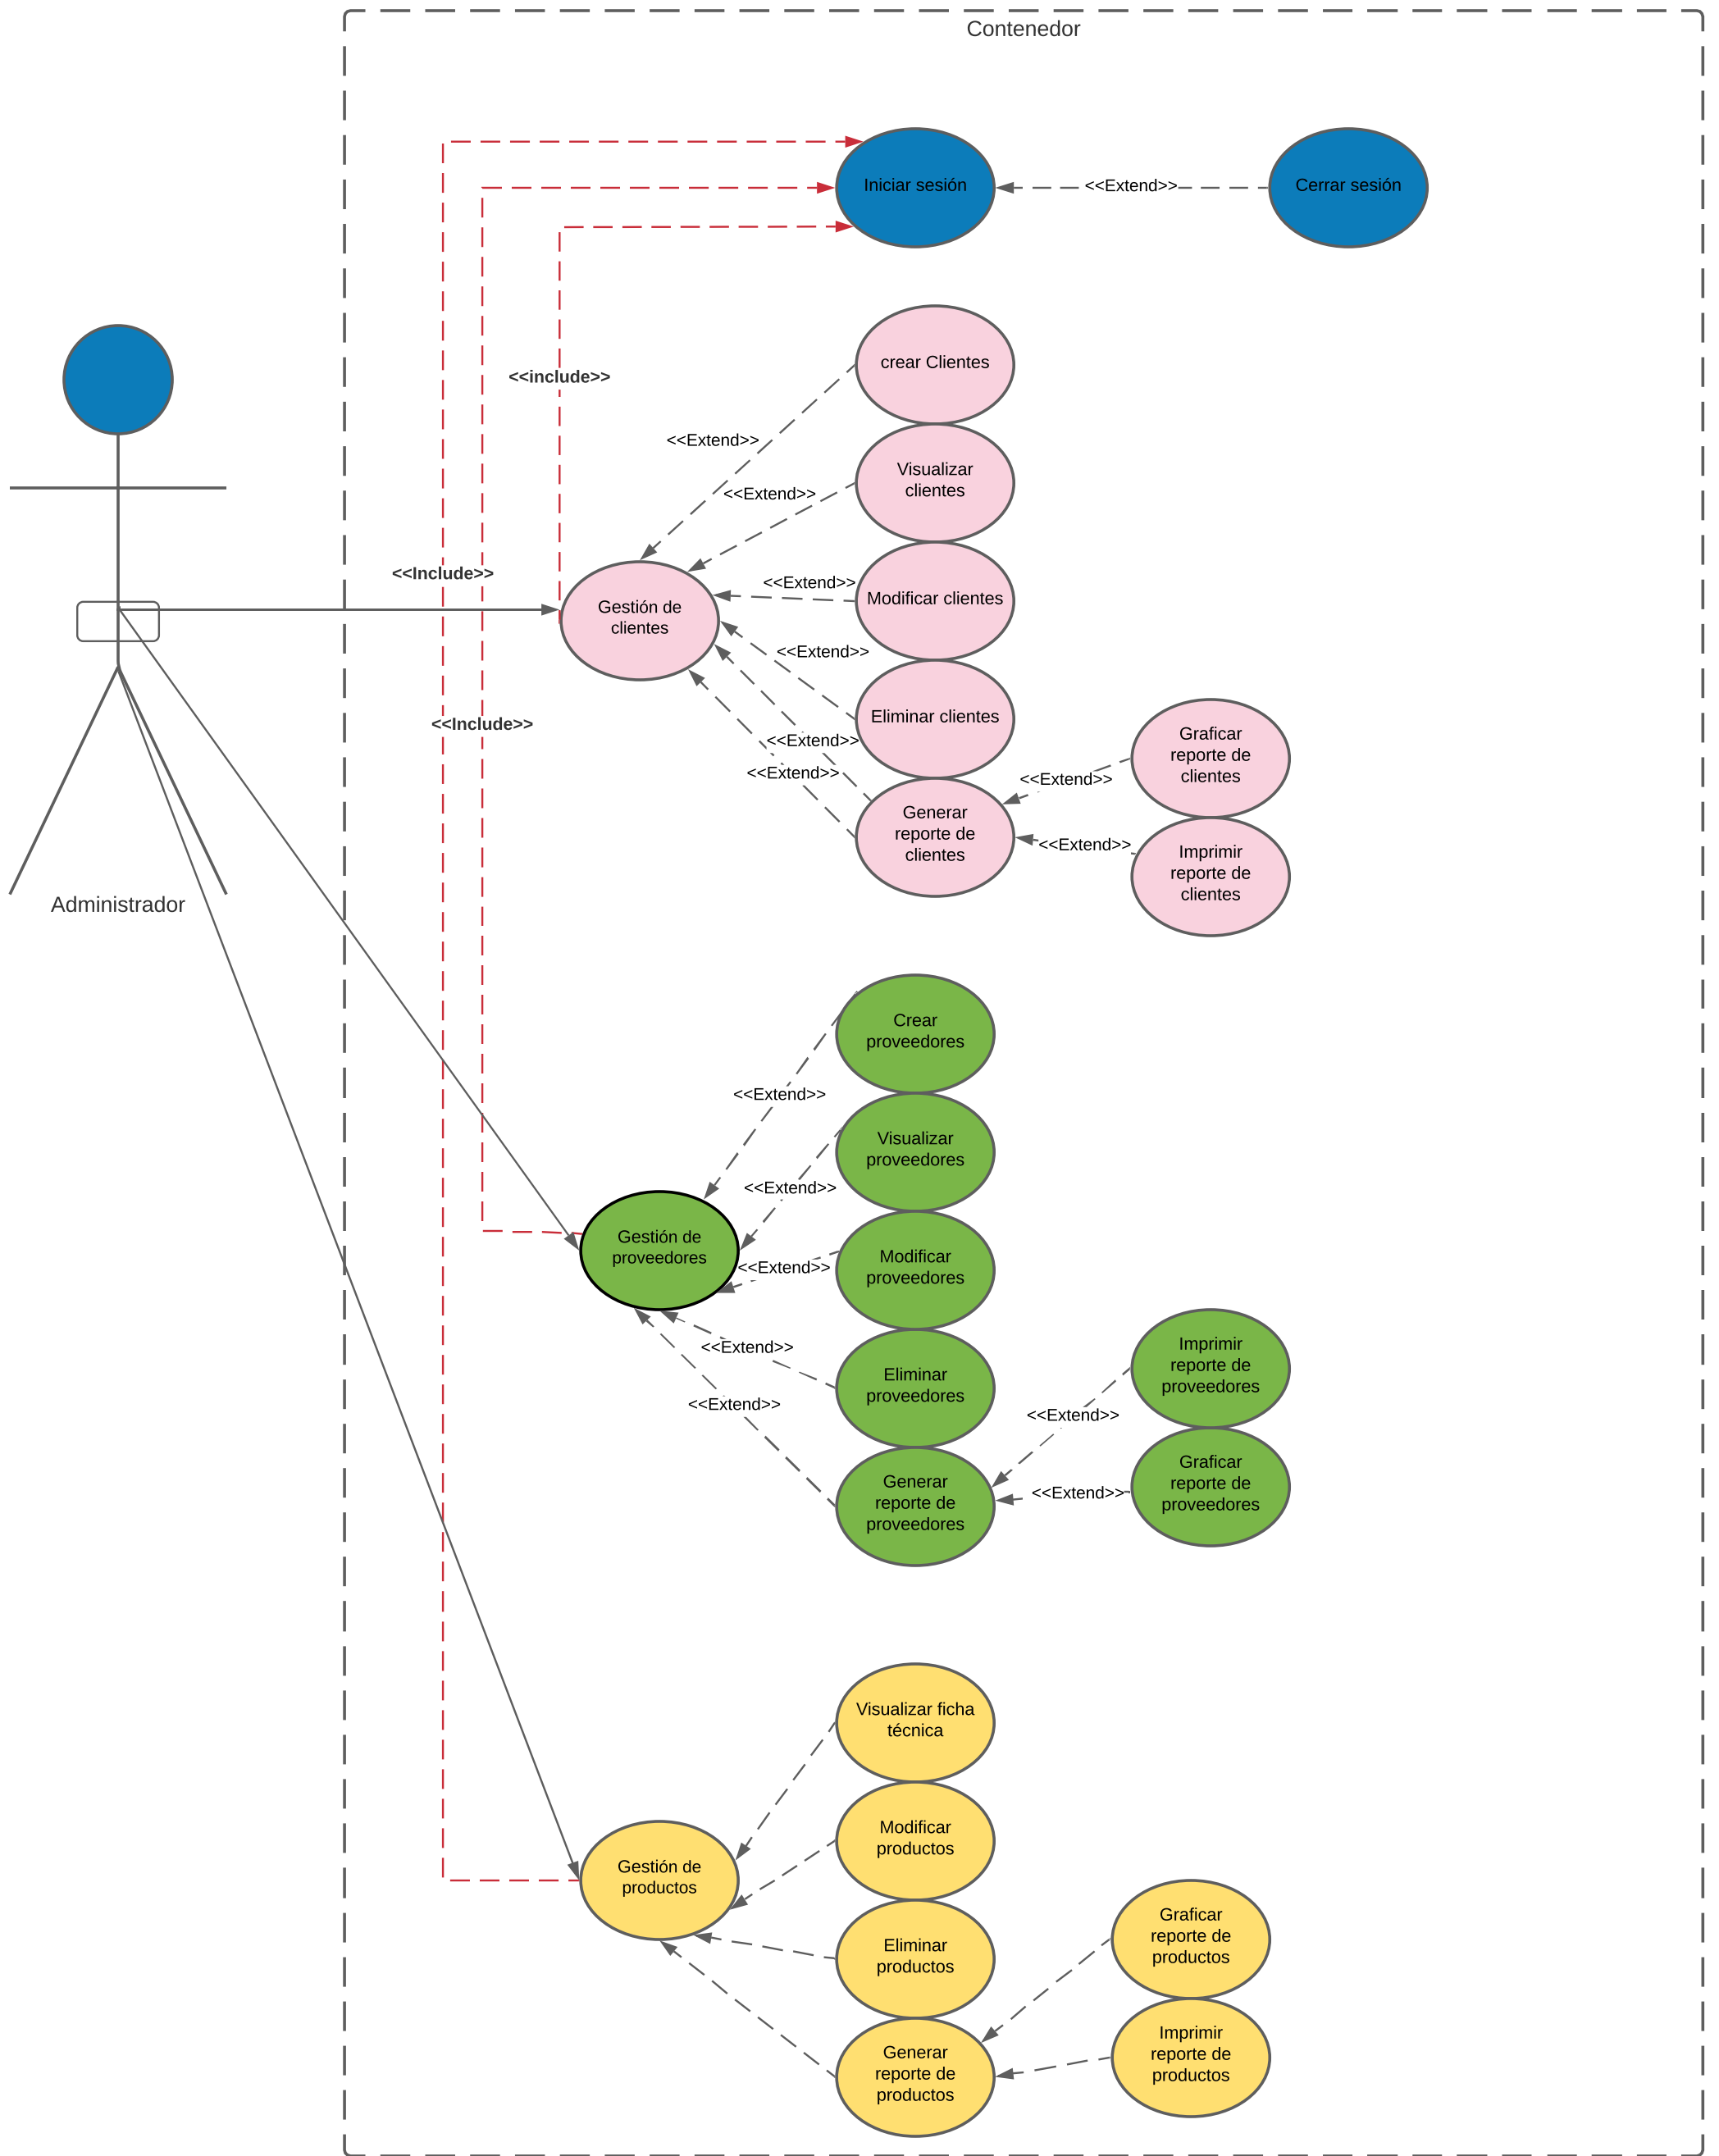 Contenedor
Iniciar sesión
<<Extend>>
Cerrar sesión
<<include>>
crear Clientes
<<Extend>>
Visualizar
clientes
<<Extend>>
<<Include>>
Gestión de
clientes
<<Extend>>
Modificar clientes
<<Extend>>
Eliminar clientes
<<Include>>
<<Extend>>
<<Extend>>
Generar
reporte de
clientes
<<Extend>>
Graficar
reporte de
clientes
<<Extend>>
Imprimir
reporte de
clientes
Administrador
Crear
proveedores
<<Extend>>
Visualizar
proveedores
<<Extend>>
Gestión de
proveedores
<<Extend>>
Modificar
proveedores
<<Extend>>
Eliminar
proveedores
<<Extend>>
Generar
reporte de
proveedores
Imprimir
reporte de
proveedores
<<Extend>>
Graficar
reporte de
proveedores
<<Extend>>
Visualizar ficha
técnica
Modificar
productos
Gestión de
productos
Eliminar
productos
Generar
reporte de
productos
Graficar
reporte de
productos
Imprimir
reporte de
productos